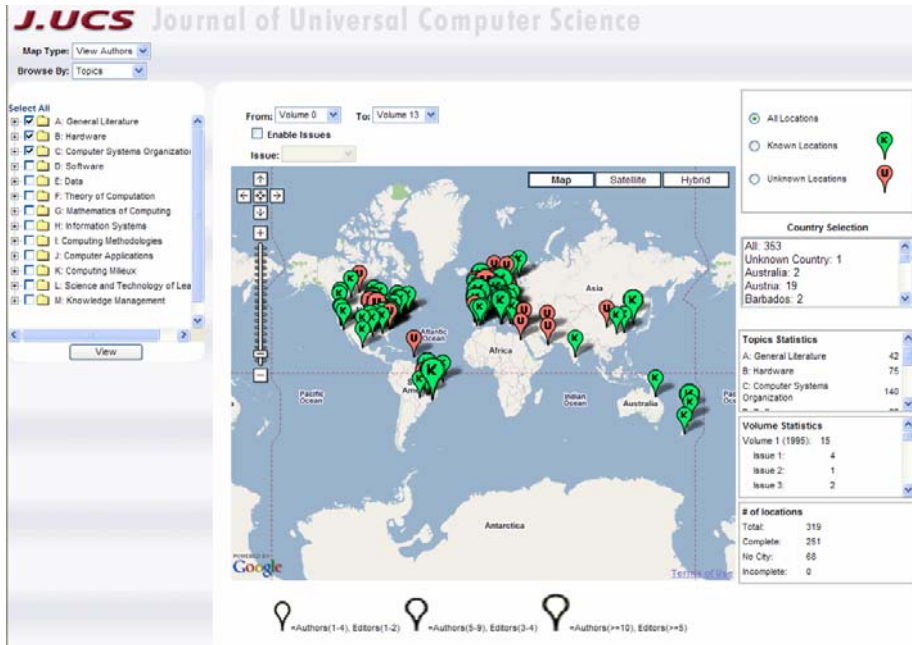 J.UCS Journal of Universal Computer Science
Map Type: View Authors
Browse By: Topics
Select All
A: General Literature
B: Hardware
C: Computer Systems Organization
D: Software
E: Data
F: Theory of Computation
G: Mathematics of Computing
H: Information Systems
I: Computing Methodologies
J: Computer Applications
K: Computing Milieux
L: Science and Technology of Lea
M: Knowledge Management
View
From: Volume 0 To: Volume 13
Enable Issues
Issue:
Map Satellite Hybrid
Asia
Atlantic
Ocean
Africa
Pacific
Ocean
Indian
Ocean
Australia
Pacific
Ocean
Antarctica
POWERED BY
Google
Terms of Use
All Locations
Known Locations K
Unknown Locations U
Country Selection
All: 353
Unknown Country: 1
Australia: 2
Austria: 19
Barbados: 2
Topics Statistics
A: General Literature 42
B: Hardware 75
C: Computer Systems 140
Organization
Volume Statistics
Volume 1 (1995): 15
Issue 1: 4
Issue 2: 1
Issue 3: 2
# of locations
Total: 319
Complete: 251
No City: 68
Incomplete: 0
=Authors(1-4), Editors(1-2) =Authors(5-9), Editors(3-4) =Authors(>=10), Editors(>=5)